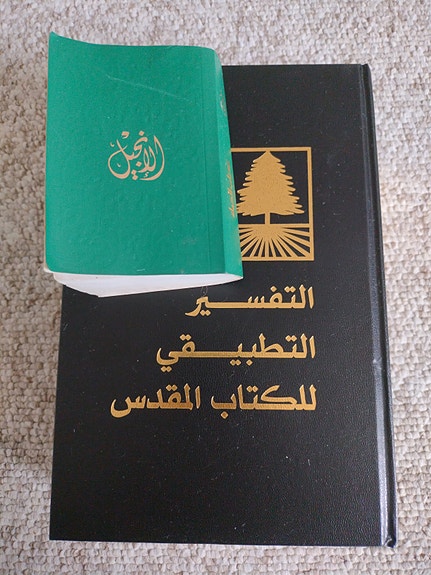 الإنجيل
التفسير
التطبيقي
للكتاب المقدس